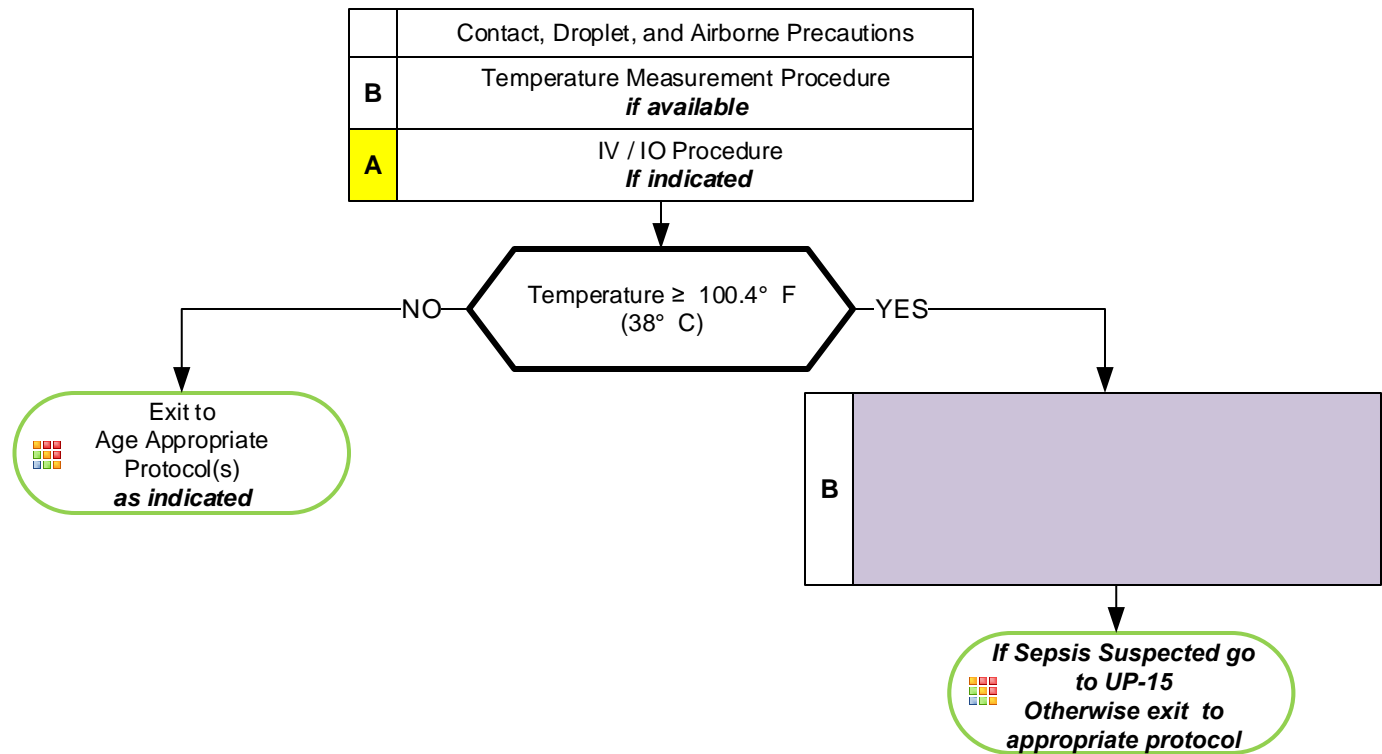 Contact, Droplet, and Airborne Precautions
B
Temperature Measurement Procedure
if available
A
IV / IO Procedure
If indicated
Temperature ≥ 100.4° F
(38° C)
NO
YES
Exit to
Age Appropriate
Protocol(s)
as indicated
B
If Sepsis Suspected go
to UP-15
Otherwise exit to
appropriate protocol